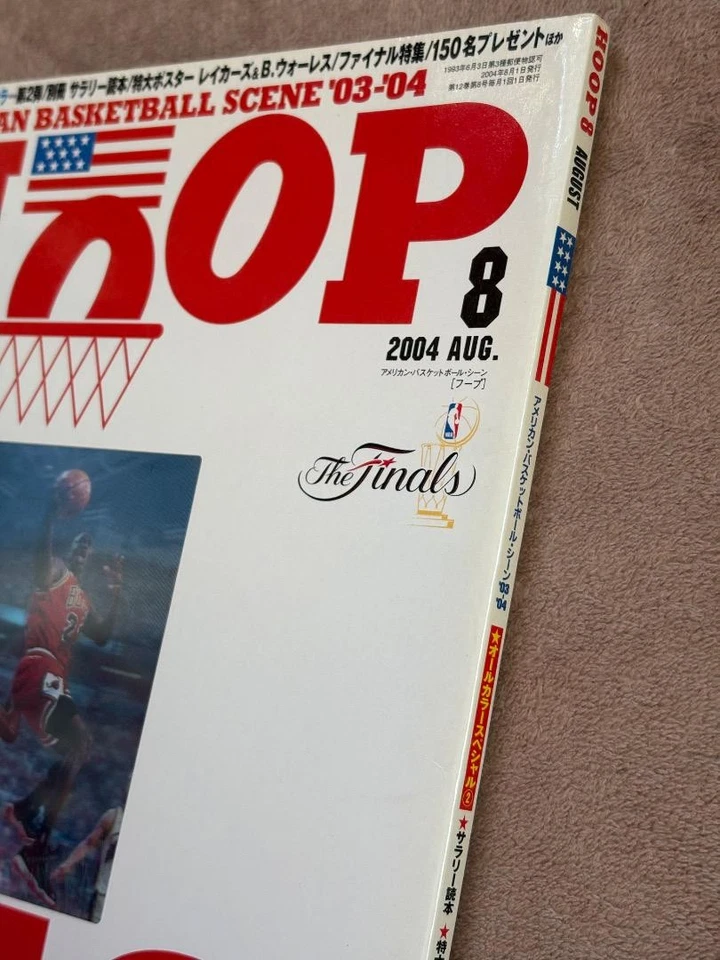 ラー第2弾/別冊 サラリー読本/特大ポスター レイカーズ&B.ウォーレス/ファイナル特集/150名プレゼントほか
AN BASKETBALL SCENE '03-'04
1993年6月3日第3種郵便物認可
2004年8月1日発行
第12巻第8号毎月1回1日発行
HOOP
8
2004 AUG.
アメリカン・バスケットボール・シーン
[フープ]
NBA
The Finals
HOOP 8 AUGUST
アメリカン・バスケットボール・シーン '03-'04
★オールカラースペシャル②
★サラリー読本
★特大